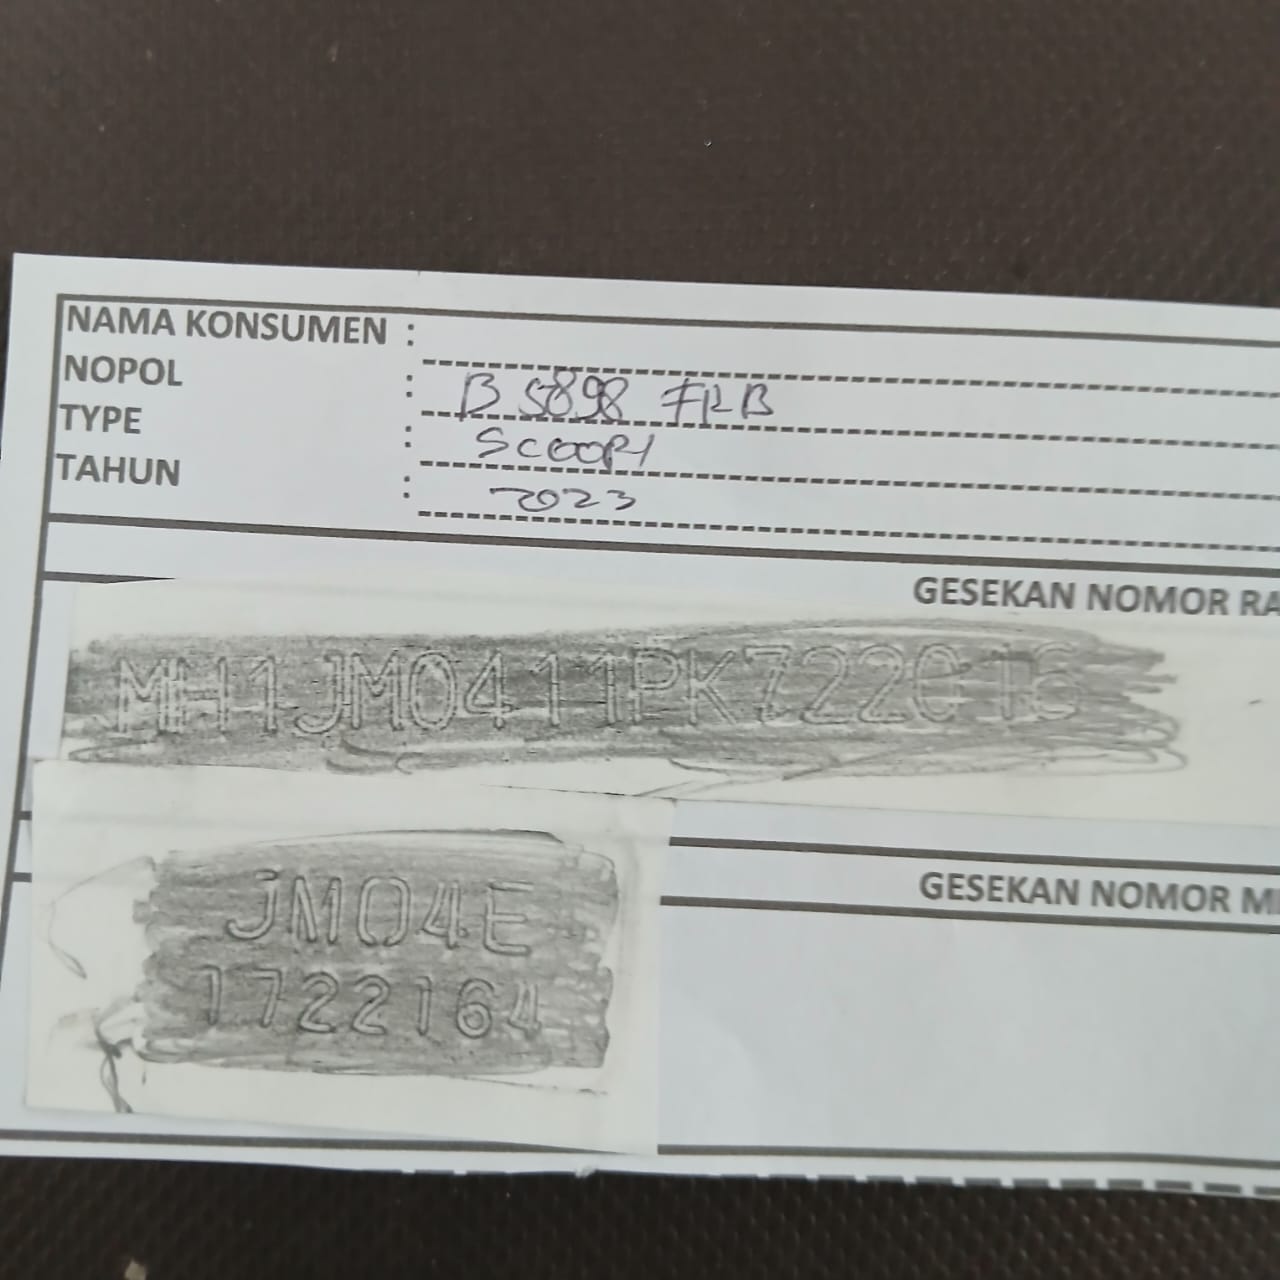 NAMA KONSUMEN :
NOPOL : B 5898 FRB
TYPE : SCOOPY
TAHUN : 2023
GESEKAN NOMOR RA
MH1JM0411PK722016
GESEKAN NOMOR M
JM04E
1722164